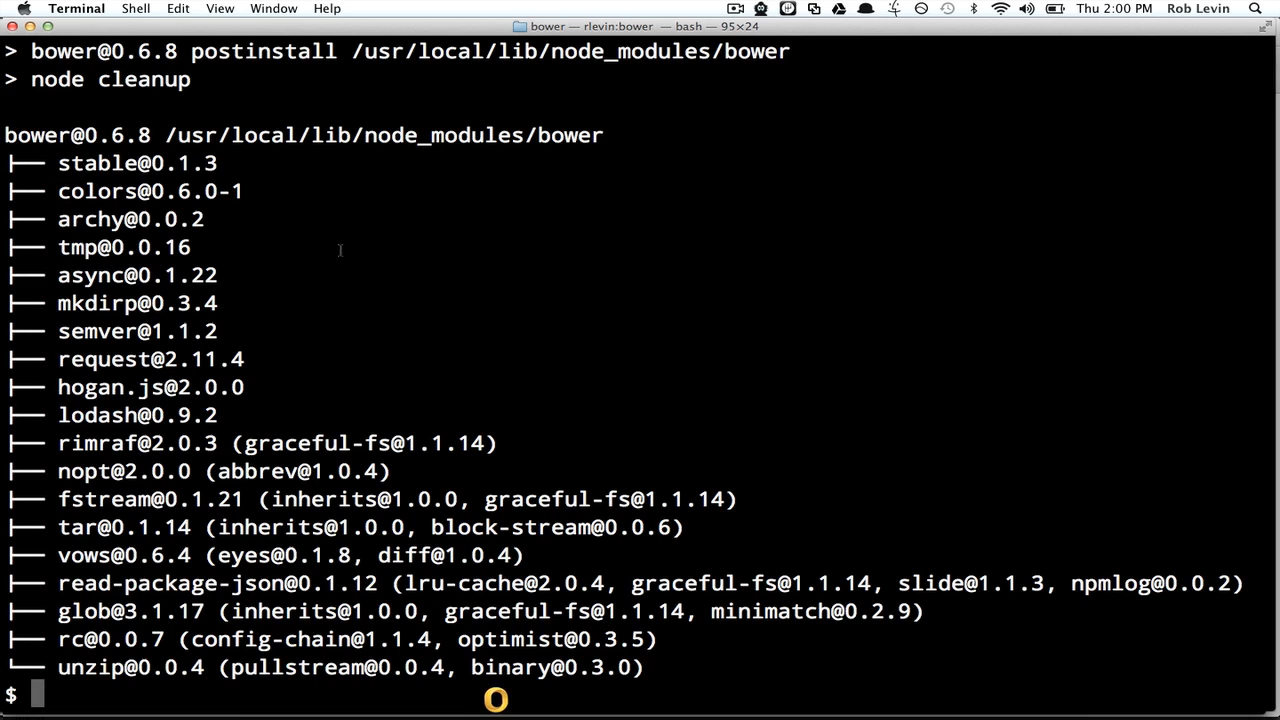 Terminal Shell Edit View Window Help Thu 2:00 PM Rob Levin
bower — rlevin:bower — bash — 95×24
> bower@0.6.8 postinstall /usr/local/lib/node_modules/bower
> node cleanup
bower@0.6.8 /usr/local/lib/node_modules/bower
├── stable@0.1.3
├── colors@0.6.0-1
├── archy@0.0.2
├── tmp@0.0.16
├── async@0.1.22
├── mkdirp@0.3.4
├── semver@1.1.2
├── request@2.11.4
├── hogan.js@2.0.0
├── lodash@0.9.2
├── rimraf@2.0.3 (graceful-fs@1.1.14)
├── nopt@2.0.0 (abbrev@1.0.4)
├── fstream@0.1.21 (inherits@1.0.0, graceful-fs@1.1.14)
├── tar@0.1.14 (inherits@1.0.0, block-stream@0.0.6)
├── vows@0.6.4 (eyes@0.1.8, diff@1.0.4)
├── read-package-json@0.1.12 (lru-cache@2.0.4, graceful-fs@1.1.14, slide@1.1.3, npmlog@0.0.2)
├── glob@3.1.17 (inherits@1.0.0, graceful-fs@1.1.14, minimatch@0.2.9)
├── rc@0.0.7 (config-chain@1.1.4, optimist@0.3.5)
└── unzip@0.0.4 (pullstream@0.0.4, binary@0.3.0)
$
O